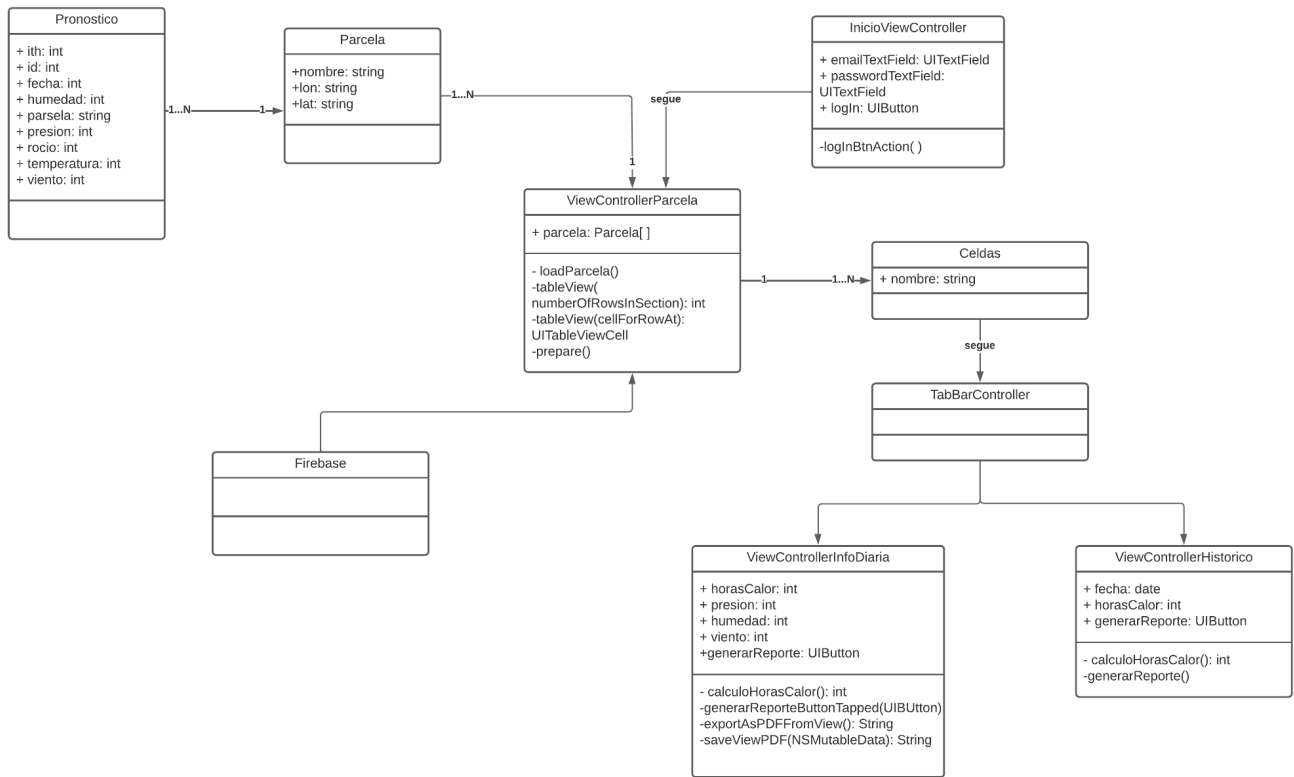 Pronostico
+ ith: int
+ id: int
+ fecha: int
+ humedad: int
+ parsela: string
+ presion: int
+ rocio: int
+ temperatura: int
+ viento: int
1...N
1
Parcela
+nombre: string
+lon: string
+lat: string
1...N
1
segue
InicioViewController
+ emailTextField: UITextField
+ passwordTextField:
UITextField
+ logIn: UIButton
-logInBtnAction( )
ViewControllerParcela
+ parcela: Parcela[ ]
- loadParcela()
-tableView(
numberOfRowsInSection): int
-tableView(cellForRowAt):
UITableViewCell
-prepare()
1
1...N
Celdas
+ nombre: string
segue
TabBarController
Firebase
ViewControllerInfoDiaria
+ horasCalor: int
+ presion: int
+ humedad: int
+ viento: int
+generarReporte: UIButton
- calculoHorasCalor(): int
-generarReporteButtonTapped(UIBUtton)
-exportAsPDFFromView(): String
-saveViewPDF(NSMutableData): String
ViewControllerHistorico
+ fecha: date
+ horasCalor: int
+ generarReporte: UIButton
- calculoHorasCalor(): int
-generarReporte()